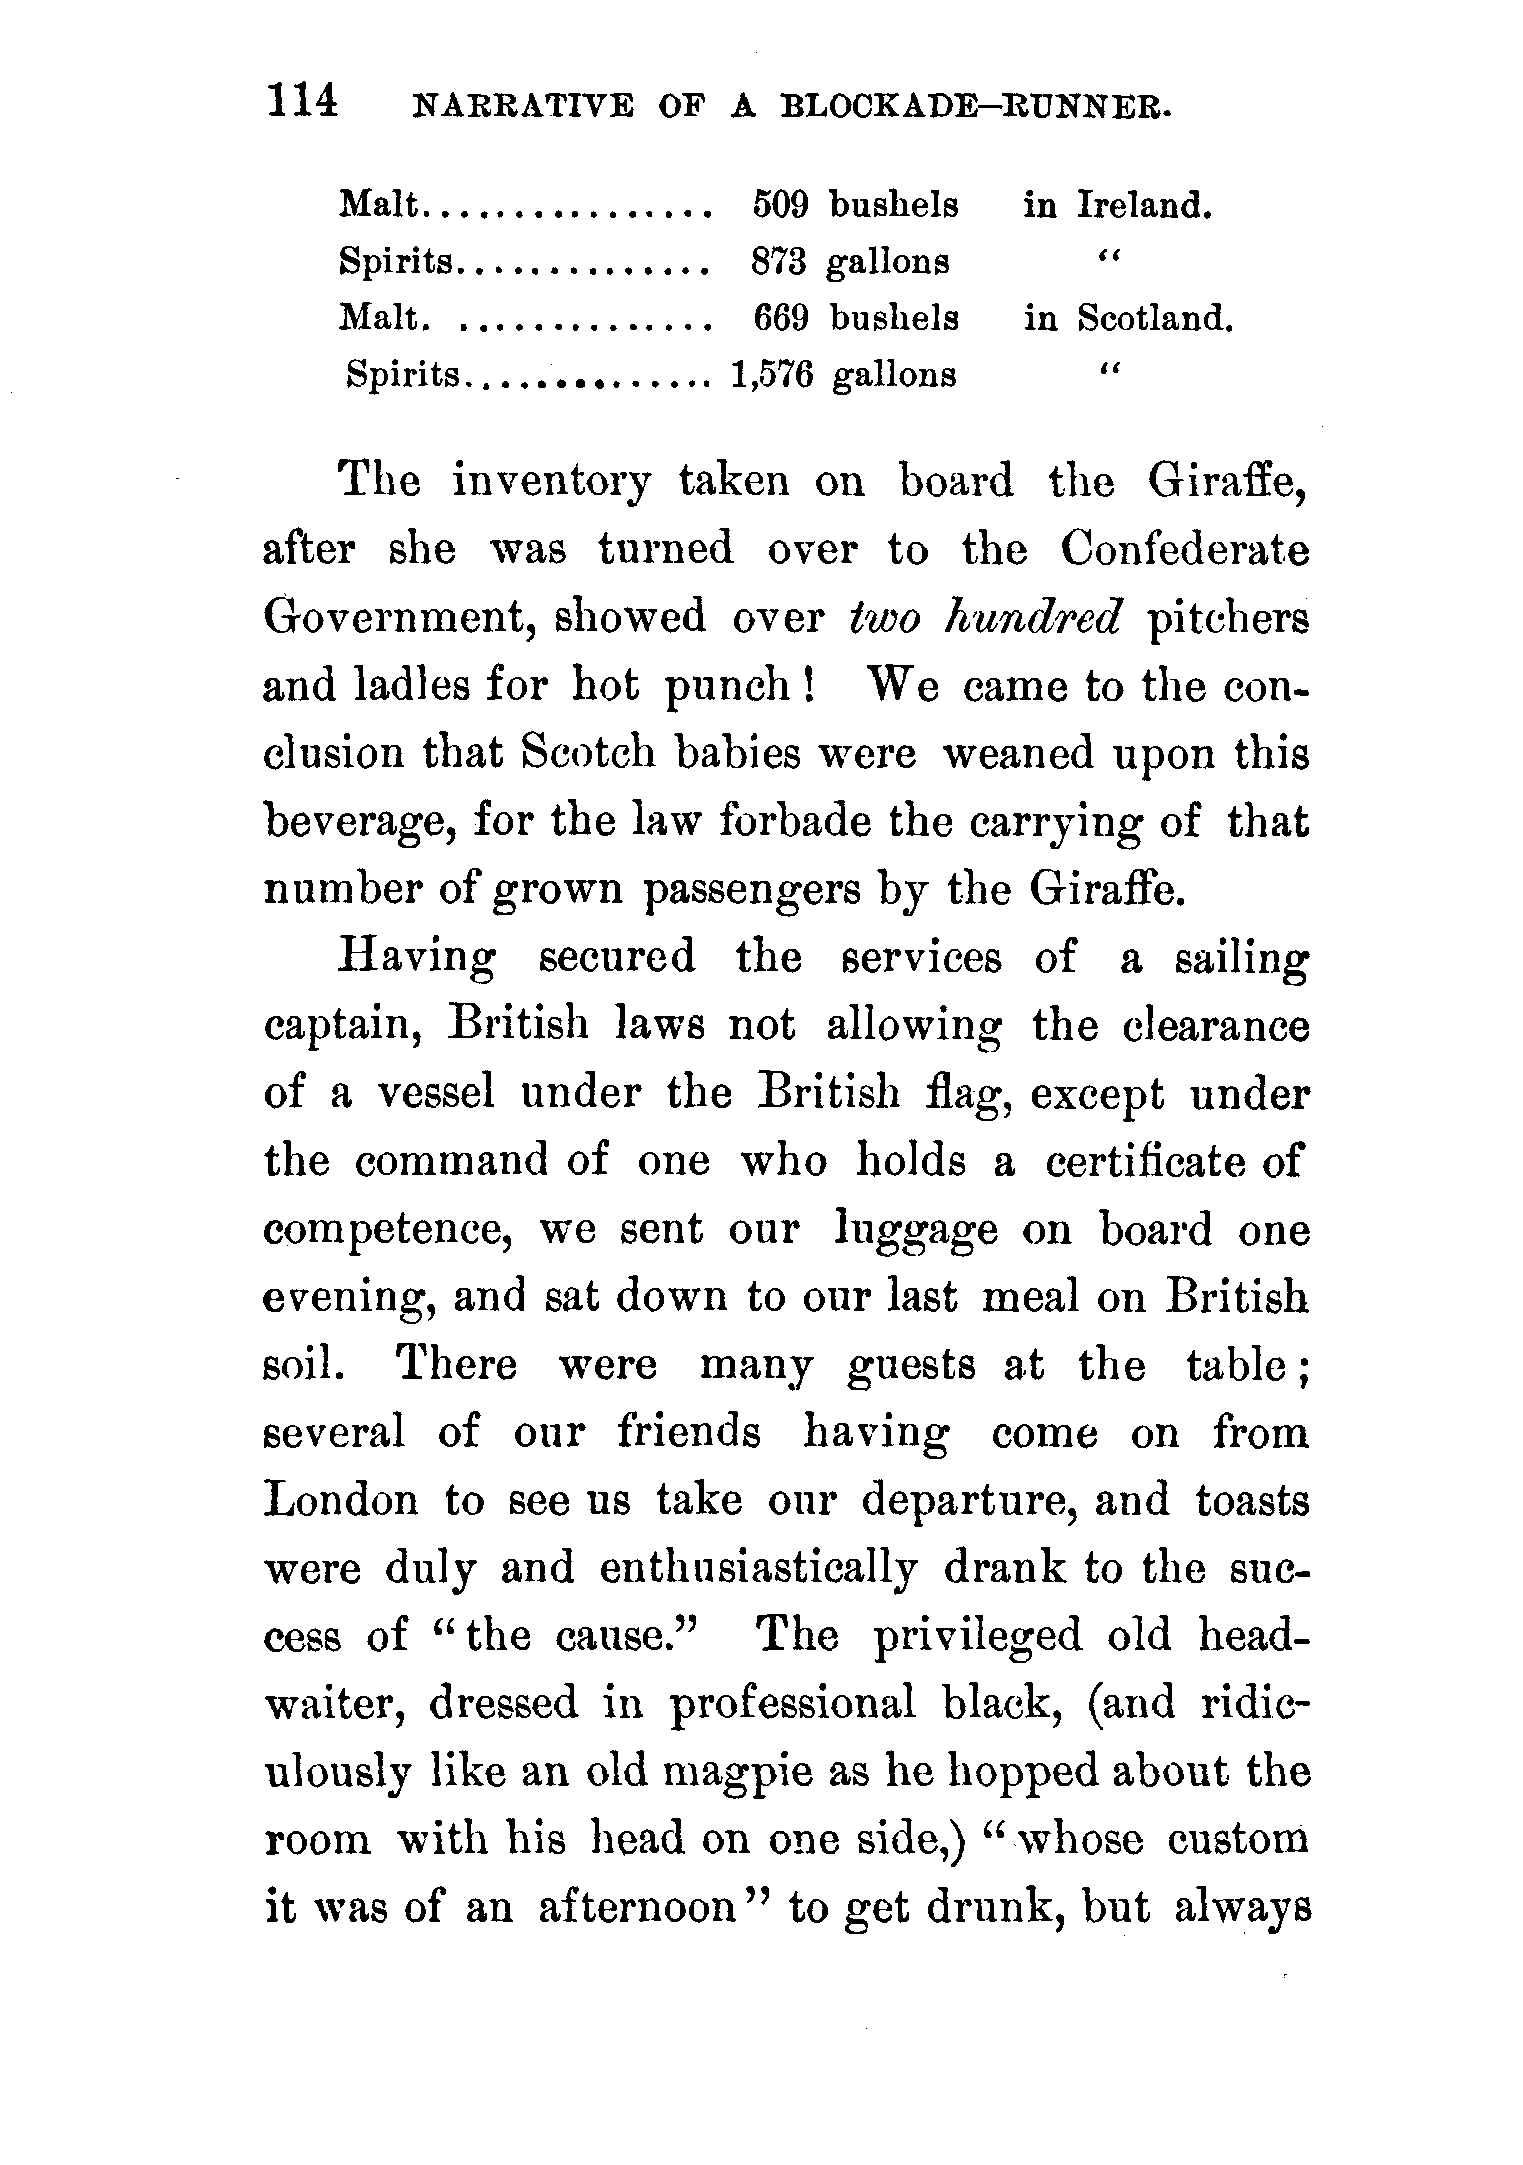 114 NARRATIVE OF A BLOCKADE-RUNNER.
Malt................ 509 bushels in Ireland.
Spirits.............. 873 gallons “
Malt. .............. 669 bushels in Scotland.
Spirits.............. 1,576 gallons “
The inventory taken on board the Giraffe,
after she was turned over to the Confederate
Government, showed over two hundred pitchers
and ladles for hot punch! We came to the con-
clusion that Scotch babies were weaned upon this
beverage, for the law forbade the carrying of that
number of grown passengers by the Giraffe.
Having secured the services of a sailing
captain, British laws not allowing the clearance
of a vessel under the British flag, except under
the command of one who holds a certificate of
competence, we sent our luggage on board one
evening, and sat down to our last meal on British
soil. There were many guests at the table;
several of our friends having come on from
London to see us take our departure, and toasts
were duly and enthusiastically drank to the suc-
cess of “the cause.” The privileged old head-
waiter, dressed in professional black, (and ridic-
ulously like an old magpie as he hopped about the
room with his head on one side,) “whose custom
it was of an afternoon” to get drunk, but always